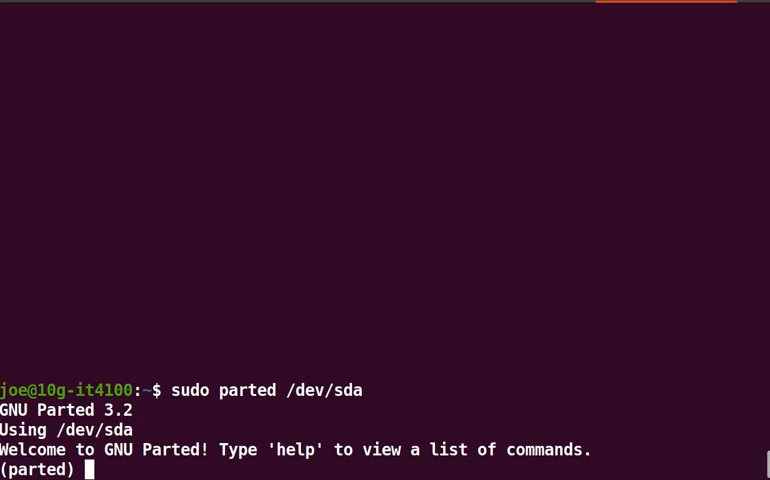 joe@10g-it4100:~$ sudo parted /dev/sda
GNU Parted 3.2
Using /dev/sda
Welcome to GNU Parted! Type 'help' to view a list of commands.
(parted)